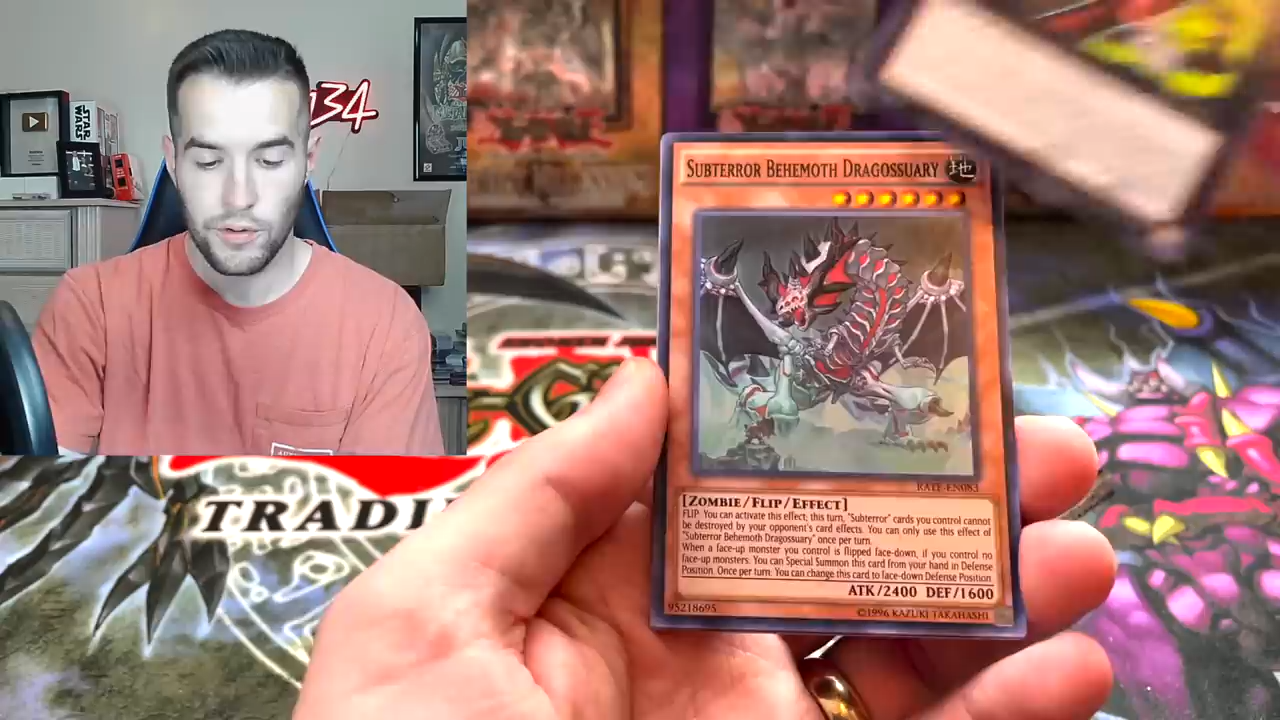 STAR
WARS
134
SUBTERROR BEHEMOTH DRAGOSSUARY
地
RATE-EN083
[ZOMBIE/FLIP/EFFECT]
FLIP: You can activate this effect; this turn, "Subterror" cards you control cannot
be destroyed by your opponent's card effects. You can only use this effect of
"Subterror Behemoth Dragossuary" once per turn.
When a face-up monster you control is flipped face-down, if you control no
face-up monsters: You can Special Summon this card from your hand in Defense
Position. Once per turn: You can change this card to face-down Defense Position.
ATK/2400 DEF/1600
95218695
©1996 KAZUKI TAKAHASHI
TRADI